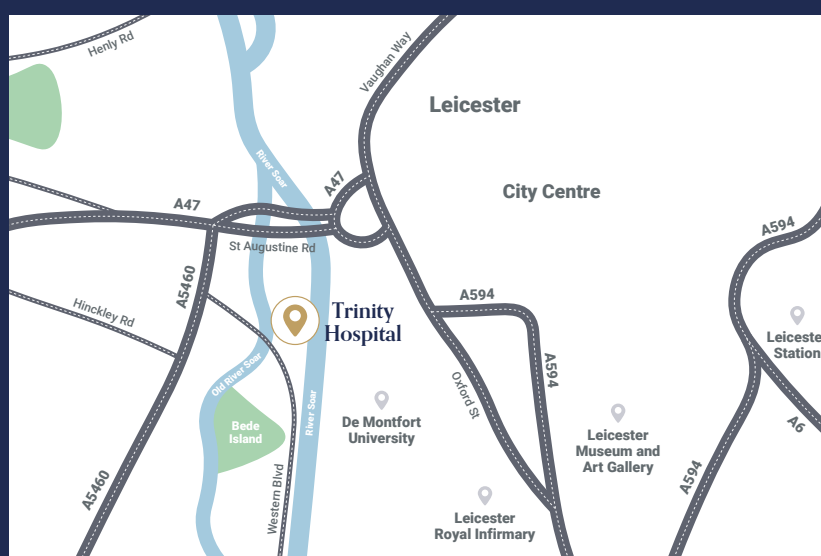 Henly Rd
Vaughan Way
Leicester
City Centre
River Soar
A47
A47
A594
St Augustine Rd
A5460
Hinckley Rd
A594
Trinity
Hospital
Leiceste
Station
Old River Soar
A594
Oxford St
River Soar
De Montfort
University
Bede
Island
Leicester
Museum and
Art Gallery
A6
A5460
Western Blvd
A594
Leicester
Royal Infirmary